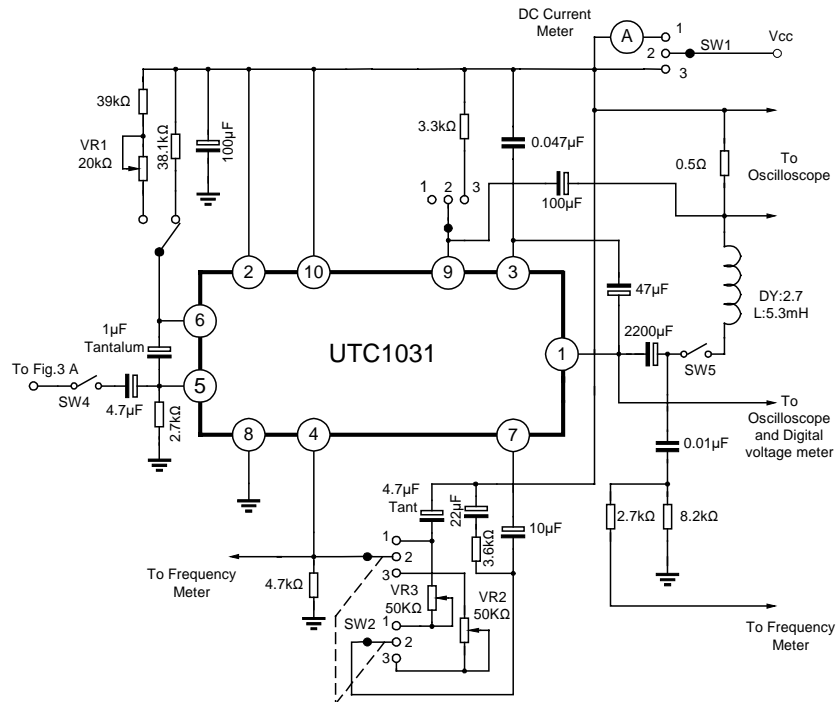 DC Current
Meter
A
1
2
3
SW1
Vcc
39kΩ
VR1
20kΩ
38.1kΩ
100μF
3.3kΩ
1
2
3
0.047μF
100μF
0.5Ω
To
Oscilloscope
2
10
9
3
47μF
DY:2.7
L:5.3mH
6
1μF
Tantalum
UTC1031
1
2200μF
SW5
To Fig.3 A
SW4
4.7μF
5
2.7kΩ
8
4
7
To
Oscilloscope
and Digital
voltage meter
0.01μF
4.7μF
Tant
22μF
3.6kΩ
10μF
2.7kΩ
8.2kΩ
1
2
3
To Frequency
Meter
4.7kΩ
VR3
50KΩ
VR2
50KΩ
SW2
1
2
3
To Frequency
Meter